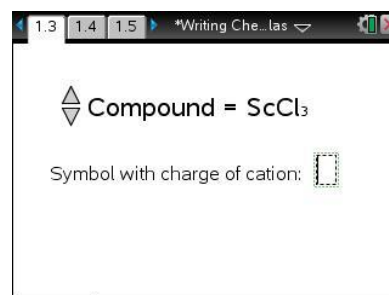 1.3 1.4 1.5 *Writing Che...las
Compound = ScCl₃
Symbol with charge of cation: